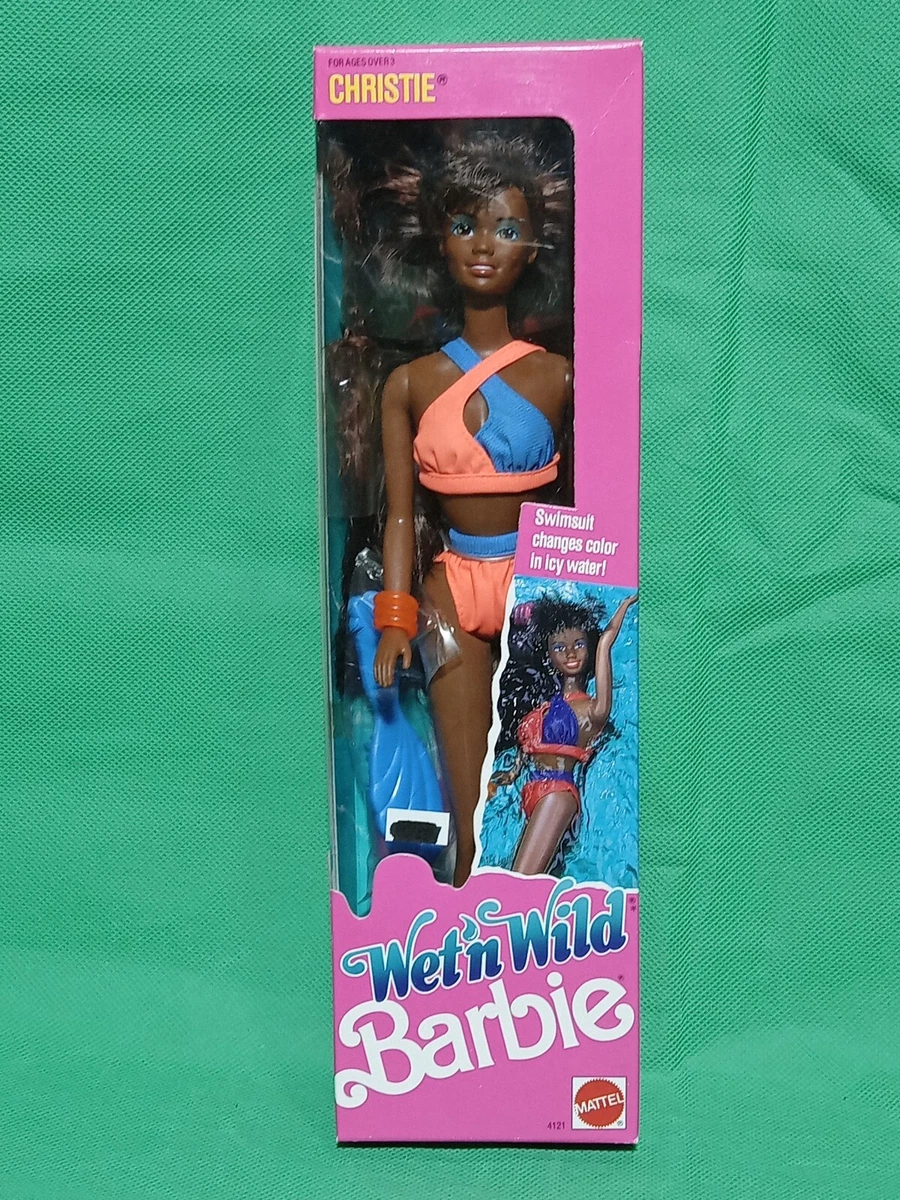 FOR AGES OVER 3
CHRISTIE®
Swimsuit
changes color
in icy water!
Wet'n Wild
Barbie®
MATTEL®
4121